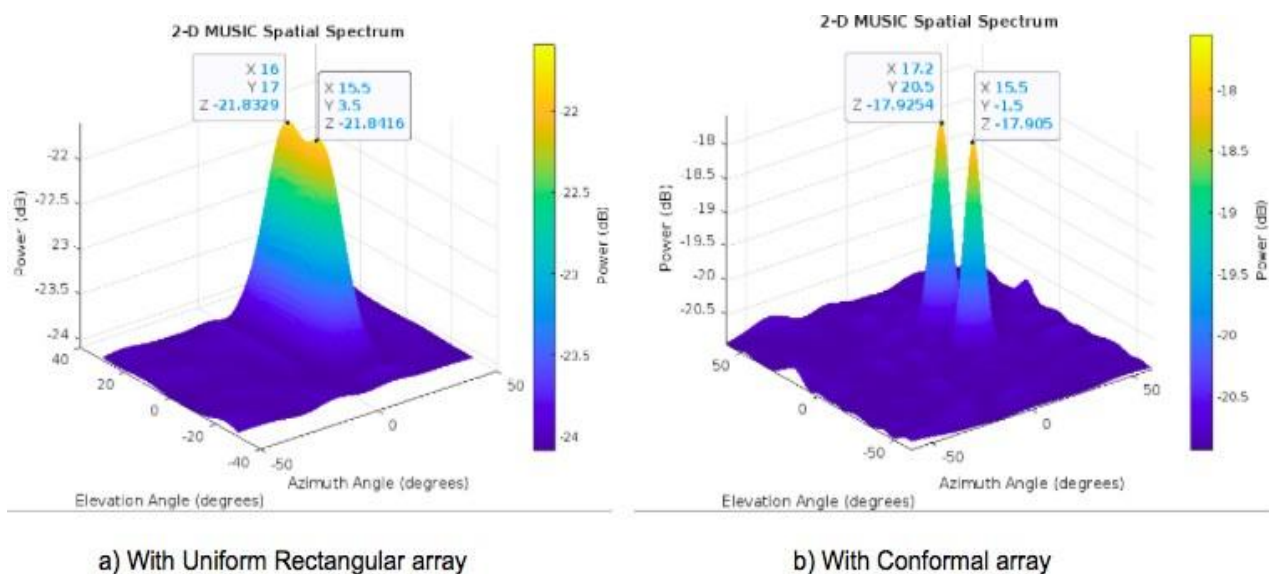 2-D MUSIC Spatial Spectrum
X 16
Y 17
Z -21.8329
X 15.5
Y 3.5
Z -21.8416
Power (dB)
-22
-22.5
-23
-23.5
-24
40
20
0
-20
-40
-50
0
50
Elevation Angle (degrees)
Azimuth Angle (degrees)
Power (dB)
-22
-22.5
-23
-23.5
-24
a) With Uniform Rectangular array
2-D MUSIC Spatial Spectrum
X 17.2
Y 20.5
Z -17.9254
X 15.5
Y -1.5
Z -17.905
Power (dB)
-18
-18.5
-19
-19.5
-20
-20.5
50
0
-50
-50
0
50
Elevation Angle (degrees)
Azimuth Angle (degrees)
Power (dB)
-18
-18.5
-19
-19.5
-20
-20.5
b) With Conformal array